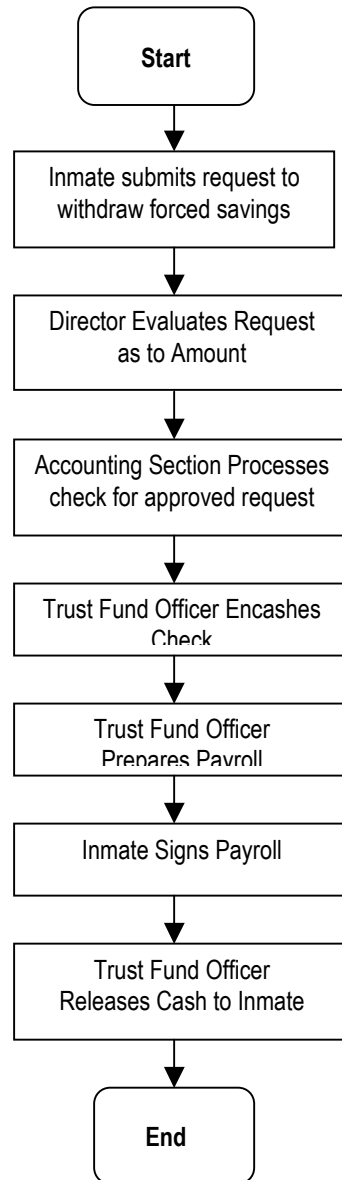 Start
Inmate submits request to
withdraw forced savings
Director Evaluates Request
as to Amount
Accounting Section Processes
check for approved request
Trust Fund Officer Encashes
Check
Trust Fund Officer
Prepares Payroll
Inmate Signs Payroll
Trust Fund Officer
Releases Cash to Inmate
End